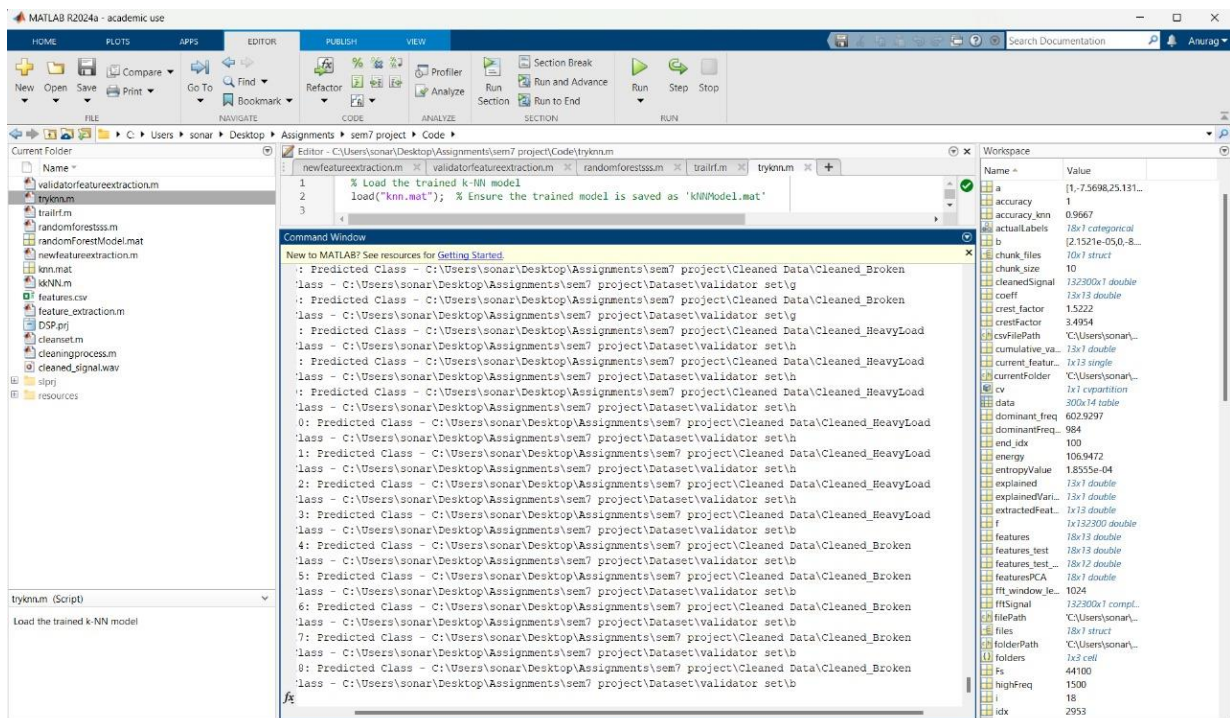 MATLAB R2024a - academic use
HOME PLOTS APPS EDITOR PUBLISH VIEW Search Documentation Anurag
New Open Save Compare Print Go To Find Bookmark Refactor Profiler Analyze Run Section Section Break Run and Advance Run to End Run Step Stop
FILE NAVIGATE CODE ANALYZE SECTION RUN
C: Users sonar Desktop Assignments sem7 project Code
Current Folder
Name
validatorfeatureextraction.m
tryknn.m
trailrf.m
randomforestsss.m
randomForestModel.mat
newfeatureextraction.m
knn.mat
kkNN.m
features.csv
feature_extraction.m
DSP.prj
cleanset.m
cleaningprocess.m
cleaned_signal.wav
slprj
resources
tryknn.m (Script)
Load the trained k-NN model
Editor - C:\Users\sonar\Desktop\Assignments\sem7 project\Code\tryknn.m
newfeatureextraction.m validatorfeatureextraction.m randomforestsss.m trailrf.m tryknn.m +
1 % Load the trained k-NN model
2 load("knn.mat"); % Ensure the trained model is saved as 'kNNModel.mat'
3
Command Window
New to MATLAB? See resources for Getting Started.
: Predicted Class - C:\Users\sonar\Desktop\Assignments\sem7 project\Cleaned Data\Cleaned_Broken
lass - C:\Users\sonar\Desktop\Assignments\sem7 project\Dataset\validator set\g
: Predicted Class - C:\Users\sonar\Desktop\Assignments\sem7 project\Cleaned Data\Cleaned_Broken
lass - C:\Users\sonar\Desktop\Assignments\sem7 project\Dataset\validator set\g
: Predicted Class - C:\Users\sonar\Desktop\Assignments\sem7 project\Cleaned Data\Cleaned_HeavyLoad
lass - C:\Users\sonar\Desktop\Assignments\sem7 project\Dataset\validator set\h
: Predicted Class - C:\Users\sonar\Desktop\Assignments\sem7 project\Cleaned Data\Cleaned_HeavyLoad
lass - C:\Users\sonar\Desktop\Assignments\sem7 project\Dataset\validator set\h
: Predicted Class - C:\Users\sonar\Desktop\Assignments\sem7 project\Cleaned Data\Cleaned_HeavyLoad
lass - C:\Users\sonar\Desktop\Assignments\sem7 project\Dataset\validator set\h
0: Predicted Class - C:\Users\sonar\Desktop\Assignments\sem7 project\Cleaned Data\Cleaned_HeavyLoad
lass - C:\Users\sonar\Desktop\Assignments\sem7 project\Dataset\validator set\h
1: Predicted Class - C:\Users\sonar\Desktop\Assignments\sem7 project\Cleaned Data\Cleaned_HeavyLoad
lass - C:\Users\sonar\Desktop\Assignments\sem7 project\Dataset\validator set\h
2: Predicted Class - C:\Users\sonar\Desktop\Assignments\sem7 project\Cleaned Data\Cleaned_HeavyLoad
lass - C:\Users\sonar\Desktop\Assignments\sem7 project\Dataset\validator set\h
3: Predicted Class - C:\Users\sonar\Desktop\Assignments\sem7 project\Cleaned Data\Cleaned_HeavyLoad
lass - C:\Users\sonar\Desktop\Assignments\sem7 project\Dataset\validator set\b
4: Predicted Class - C:\Users\sonar\Desktop\Assignments\sem7 project\Cleaned Data\Cleaned_Broken
lass - C:\Users\sonar\Desktop\Assignments\sem7 project\Dataset\validator set\b
5: Predicted Class - C:\Users\sonar\Desktop\Assignments\sem7 project\Cleaned Data\Cleaned_Broken
lass - C:\Users\sonar\Desktop\Assignments\sem7 project\Dataset\validator set\b
6: Predicted Class - C:\Users\sonar\Desktop\Assignments\sem7 project\Cleaned Data\Cleaned_Broken
lass - C:\Users\sonar\Desktop\Assignments\sem7 project\Dataset\validator set\b
7: Predicted Class - C:\Users\sonar\Desktop\Assignments\sem7 project\Cleaned Data\Cleaned_Broken
lass - C:\Users\sonar\Desktop\Assignments\sem7 project\Dataset\validator set\b
8: Predicted Class - C:\Users\sonar\Desktop\Assignments\sem7 project\Cleaned Data\Cleaned_Broken
lass - C:\Users\sonar\Desktop\Assignments\sem7 project\Dataset\validator set\b
fx
Workspace
Name Value
a [1,-7.5698,25.131...
accuracy 1
accuracy_knn 0.9667
actualLabels 18x1 categorical
b [2.1521e-05,0,-8...
chunk_files 10x1 struct
chunk_size 10
cleanedSignal 132300x1 double
coeff 13x13 double
crest_factor 1.5222
crestFactor 3.4954
csvFilePath 'C:\Users\sonar\...
cumulative_va... 13x1 double
current_featur... 1x13 single
currentFolder 'C:\Users\sonar\...
cv 1x1 cvpartition
data 300x14 table
dominant_freq 602.9297
dominantFreq... 984
end_idx 100
energy 106.9472
entropyValue 1.8555e-04
explained 13x1 double
explainedVari... 13x1 double
extractedFeat... 1x13 double
f 1x132300 double
features 18x13 double
features_test 18x13 double
features_test_... 18x12 double
featuresPCA 18x1 double
fft_window_le... 1024
fftSignal 132300x1 compl...
filePath 'C:\Users\sonar\...
files 18x1 struct
folderPath 'C:\Users\sonar\...
folders 1x3 cell
Fs 44100
highFreq 1500
i 18
idx 2953